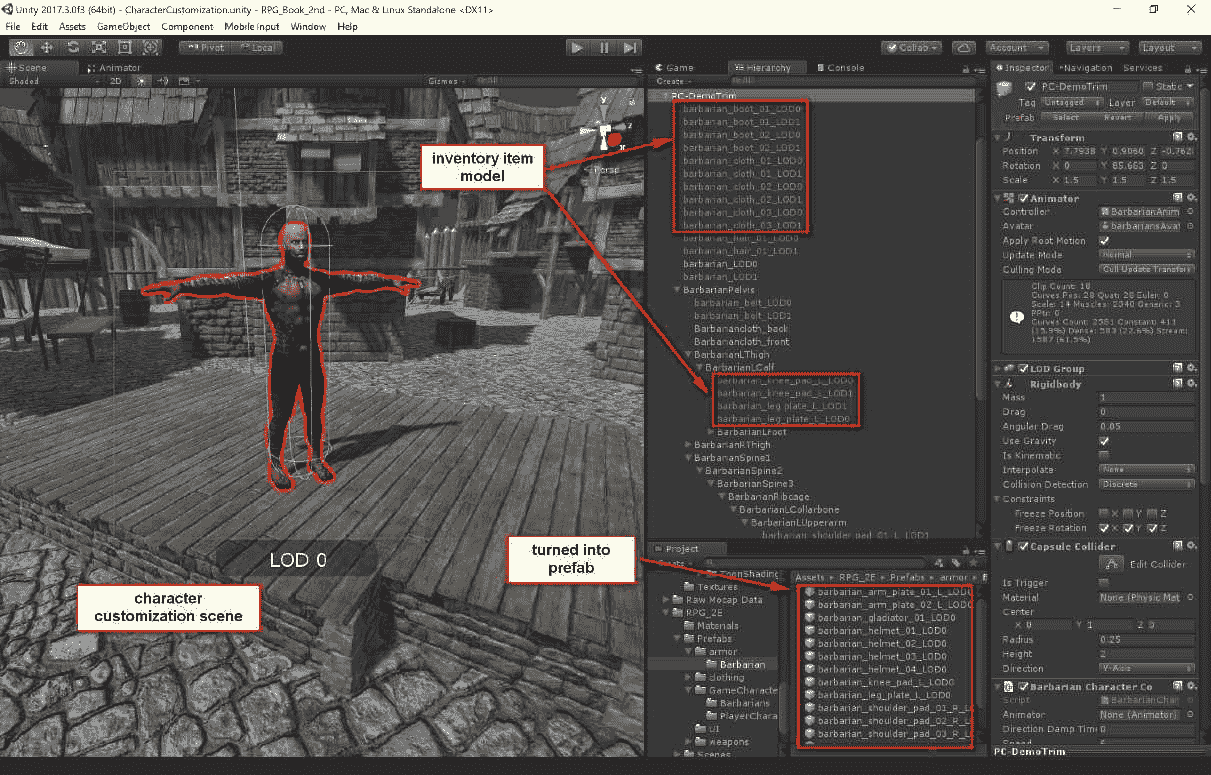 Unity 2017.3.0f3 (64bit) - CharacterCustomization.unity - RPG_Book_2nd - PC, Mac & Linux Standalone <DX11>
File Edit Assets GameObject Component Mobile Input Window Help
Pivot Local Collab Account Layers Layout
Scene Animator
Shaded 2D Gizmos
Game Hierarchy Console
Create
PC-DemoTrim
barbarian_boot_01_LOD0
barbarian_boot_01_LOD1
barbarian_boot_02_LOD0
barbarian_boot_02_LOD1
barbarian_cloth_01_LOD0
barbarian_cloth_01_LOD1
barbarian_cloth_02_LOD0
barbarian_cloth_02_LOD1
barbarian_cloth_03_LOD0
barbarian_cloth_03_LOD1
barbarian_hair_01_LOD0
barbarian_hair_01_LOD1
barbarian_LOD0
barbarian_LOD1
BarbarianPelvis
barbarian_belt_LOD0
barbarian_belt_LOD1
Barbariancloth_back
Barbariancloth_front
BarbarianLThigh
BarbarianLCalf
barbarian_knee_pad_L_LOD0
barbarian_knee_pad_L_LOD1
barbarian_leg_plate_L_LOD1
barbarian_leg_plate_L_LOD0
BarbarianLFoot
BarbarianRThigh
BarbarianSpine1
BarbarianSpine2
BarbarianSpine3
BarbarianRibcage
BarbarianLCollarbone
BarbarianLUpperarm
barbarian_shoulder_pad_01_L_LOD1
y
z
x
Persp
inventory item
model
LOD 0
character
customization scene
turned into
prefab
Project
ToonShading
Textures
Raw Mocap Data
RPG_2E
Materials
Prefabs
armor
Barbarian
clothing
GameCharacte
Barbarians
PlayerChara
UI
weapons
Scenes
Assets RPG_2E Prefabs armor
barbarian_arm_plate_01_L_LOD0
barbarian_arm_plate_02_L_LOD0
barbarian_gladiator_01_LOD0
barbarian_helmet_01_LOD0
barbarian_helmet_02_LOD0
barbarian_helmet_03_LOD0
barbarian_helmet_04_LOD0
barbarian_knee_pad_L_LOD0
barbarian_leg_plate_L_LOD0
barbarian_shoulder_pad_01_R_L
barbarian_shoulder_pad_02_R_L
barbarian_shoulder_pad_03_R_L
Inspector Navigation Services
PC-DemoTrim Static
Tag Untagged Layer Default
Prefab Select Revert Apply
Transform
Position X 7.7938 Y 0.9060 Z -0.762
Rotation X 0 Y 85.663 Z 0
Scale X 1.5 Y 1.5 Z 1.5
Animator
Controller BarbarianAnim
Avatar barbariansAvat
Apply Root Motion
Update Mode Normal
Culling Mode Cull Update Transform
Clip Count: 18
Curves Pos: 28 Quat: 28 Euler: 0
Scale: 14 Muscles: 2340 Generic: 3
PPtr: 0
Curves Count: 2581 Constant: 411
(15.9%) Dense: 583 (22.6%) Stream:
1587 (61.5%)
LOD Group
Rigidbody
Mass 1
Drag 0
Angular Drag 0.05
Use Gravity
Is Kinematic
Interpolate None
Collision Detection Discrete
Constraints
Freeze Position X Y Z
Freeze Rotation X Y Z
Capsule Collider
Edit Collider
Is Trigger
Material None (Physic Mat
Center
X 0 Y 1 Z 0
Radius 0.25
Height 2
Direction Y-Axis
Barbarian Character Co
Script BarbarianChar
Animator None (Animator)
Direction Damp Time 0
Speed 6
PC-DemoTrim